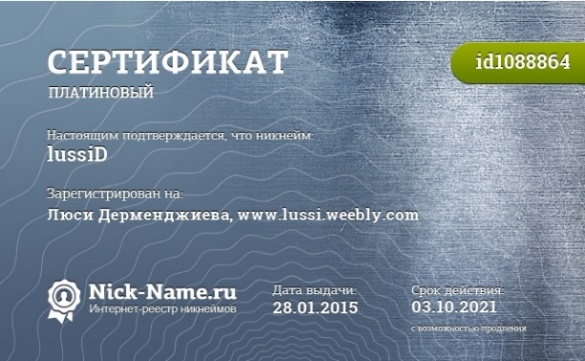 СЕРТИФИКАТ
id1088864
ПЛАТИНОВЫЙ
Настоящим подтверждается, что никнейм:
lussiD
Зарегистрирован на:
Люси Дерменджиева, www.lussi.weebly.com
Nick-Name.ru
Интернет-реестр никнеймов
Дата выдачи:
28.01.2015
Срок действия:
03.10.2021
с возможностью продления